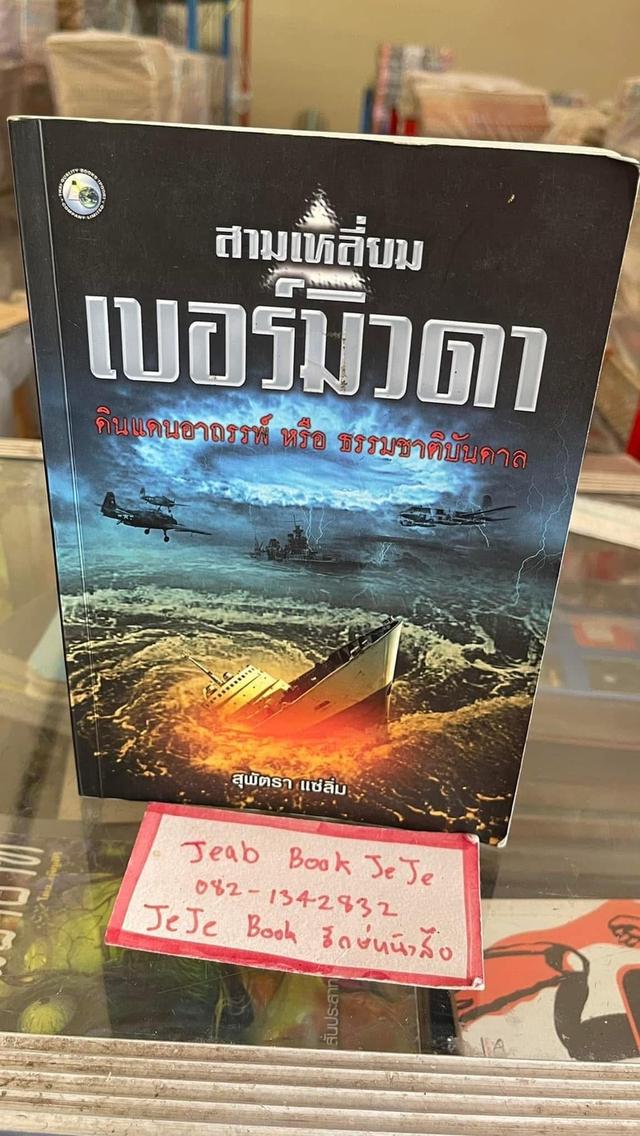 สามเหลี่ยม
เบอร์มิวดา
ดินแดนอาถรรพ์ หรือ ธรรมชาติบันดาล
สุพัตรา แซ่ลิ่ม
Jeab Book JeJe
082-1342832
JeJe Book